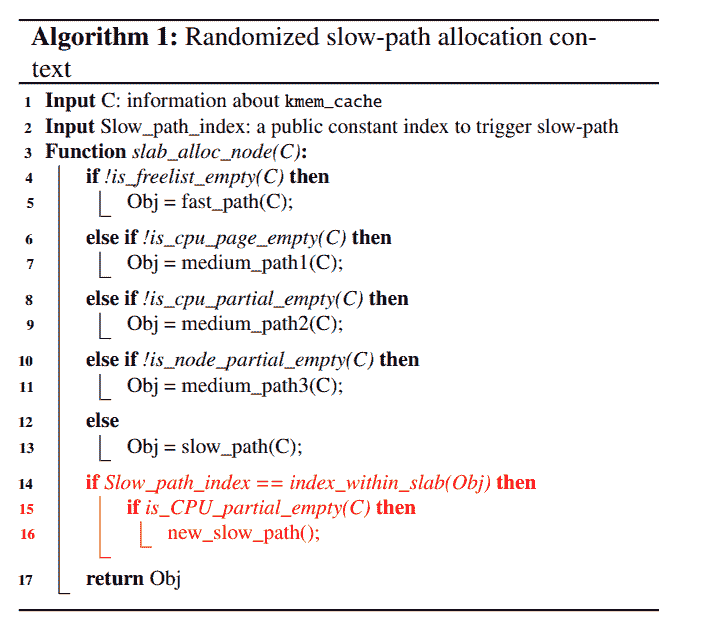 Algorithm 1: Randomized slow-path allocation con-
text
1 Input C: information about kmem_cache
2 Input Slow_path_index: a public constant index to trigger slow-path
3 Function slab_alloc_node(C):
4 if !is_freelist_empty(C) then
5 Obj = fast_path(C);
6 else if !is_cpu_page_empty(C) then
7 Obj = medium_path1(C);
8 else if !is_cpu_partial_empty(C) then
9 Obj = medium_path2(C);
10 else if !is_node_partial_empty(C) then
11 Obj = medium_path3(C);
12 else
13 Obj = slow_path(C);
14 if Slow_path_index == index_within_slab(Obj) then
15 if is_CPU_partial_empty(C) then
16 new_slow_path();
17 return Obj